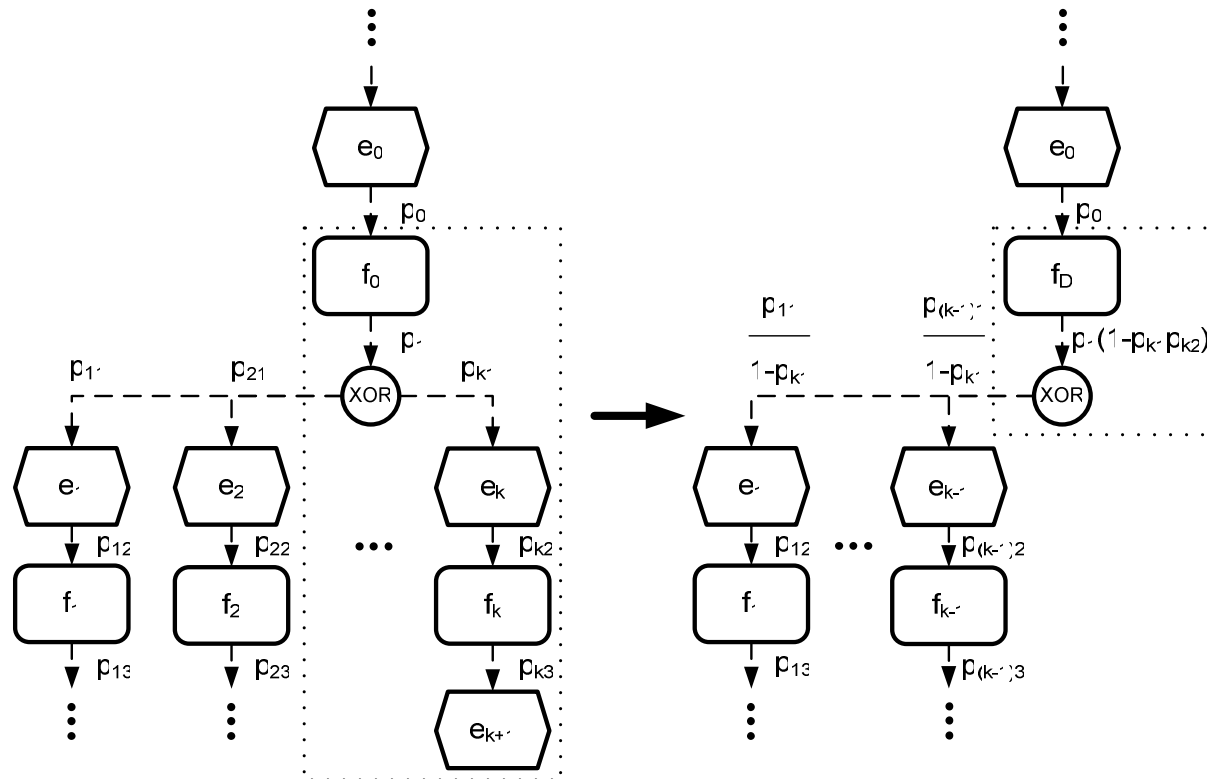 e₀
e₀
p₀
p₀
f₀
f_D
p₁₁
p₍ₖ₋₁₎₁
p₁
p₁(1-pₖ₁pₖ₂)
p₁₁
p₂₁
XOR
pₖ₁
1-pₖ₁
1-pₖ₁
XOR
e₁
e₂
eₖ
e₁
eₖ₋₁
p₁₂
p₂₂
pₖ₂
p₁₂
p₍ₖ₋₁₎₂
f₁
f₂
fₖ
f₁
fₖ₋₁
p₁₃
p₂₃
pₖ₃
p₁₃
p₍ₖ₋₁₎₃
eₖ₊₁